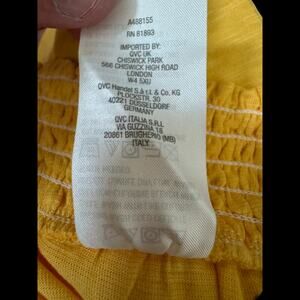 A488155
RN 81893
IMPORTED BY:
QVC UK
CHISWICK PARK
566 CHISWICK HIGH ROAD
LONDON
W4 5XU
QVC Handel S.à r.l. & Co, KG
PLOCKSTR. 30
40221 DUSSELDORF
GERMANY
QVC ITALIA S.R.L
VIA GUZZINA 18
20861 BRUGHERIO (MB)
ITALY